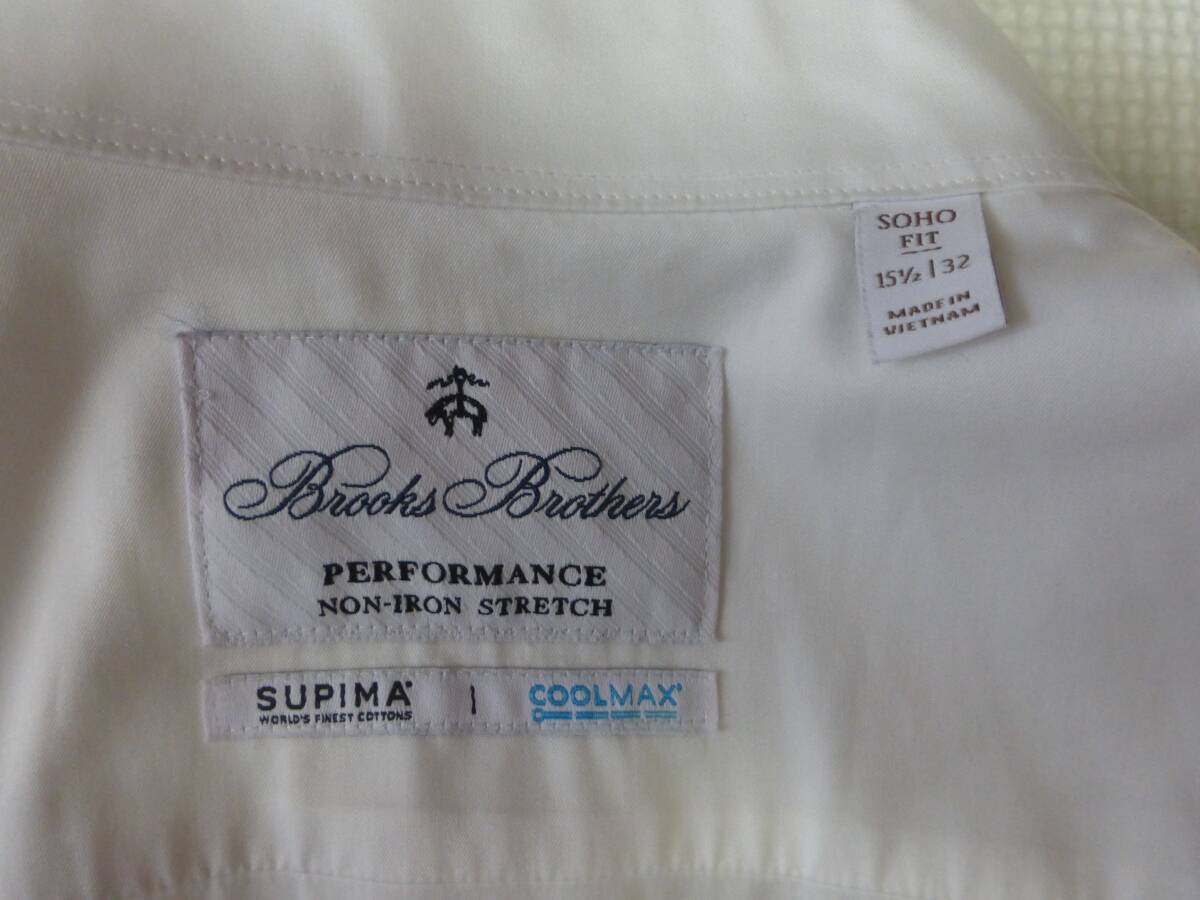 SOHO
FIT
15½ | 32
MADE IN
VIETNAM
Brooks Brothers
PERFORMANCE
NON-IRON STRETCH
SUPIMA® | COOLMAX®
WORLD'S FINEST COTTONS